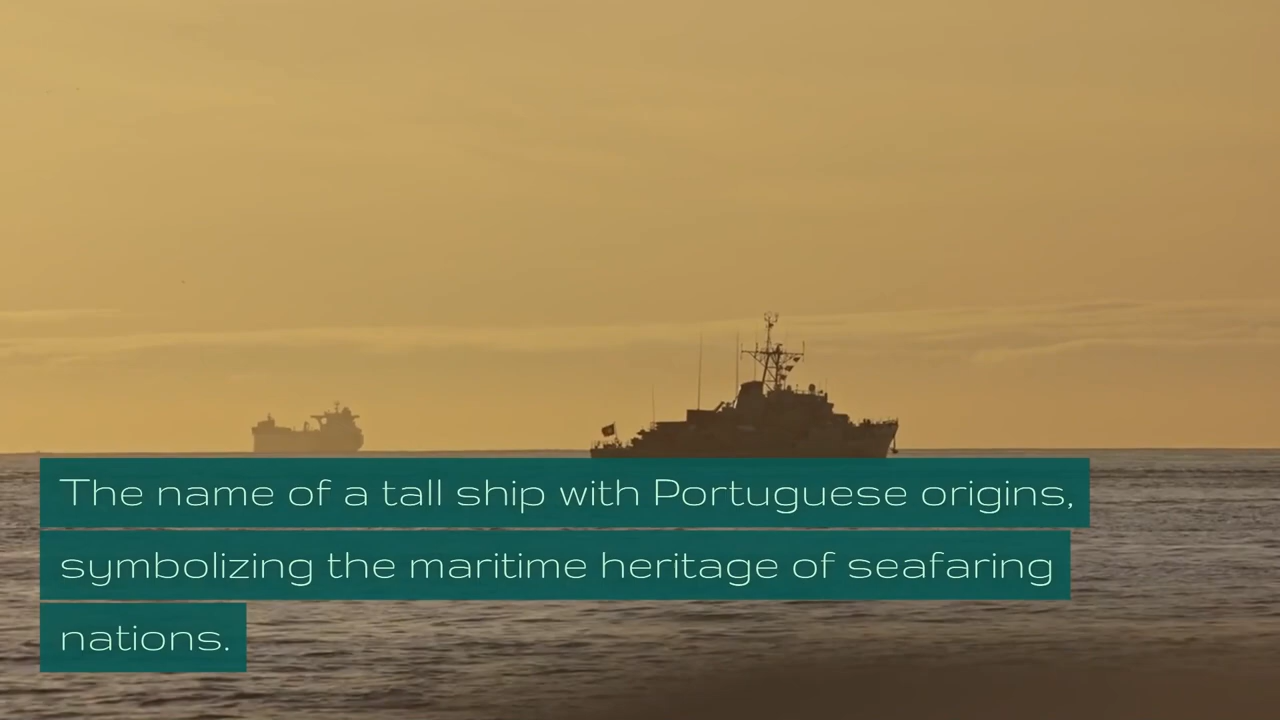 The name of a tall ship with Portuguese origins,
symbolizing the maritime heritage of seafaring
nations.